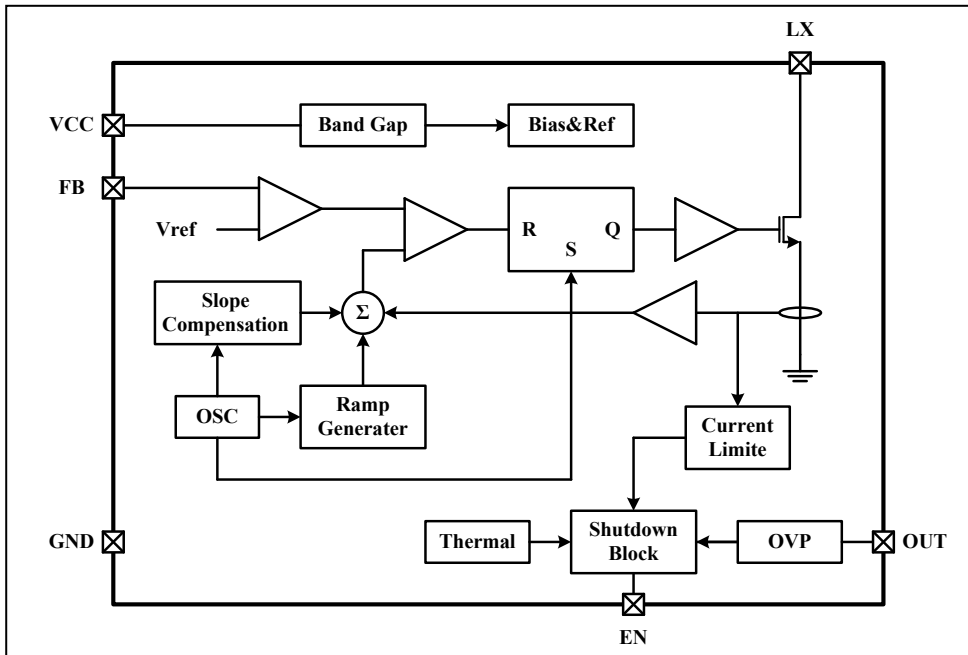 LX
VCC
Band Gap
Bias&Ref
FB
Vref
R
Q
S
Slope
Compensation
Σ
OSC
Ramp
Generater
Current
Limite
GND
Thermal
Shutdown
Block
OVP
OUT
EN